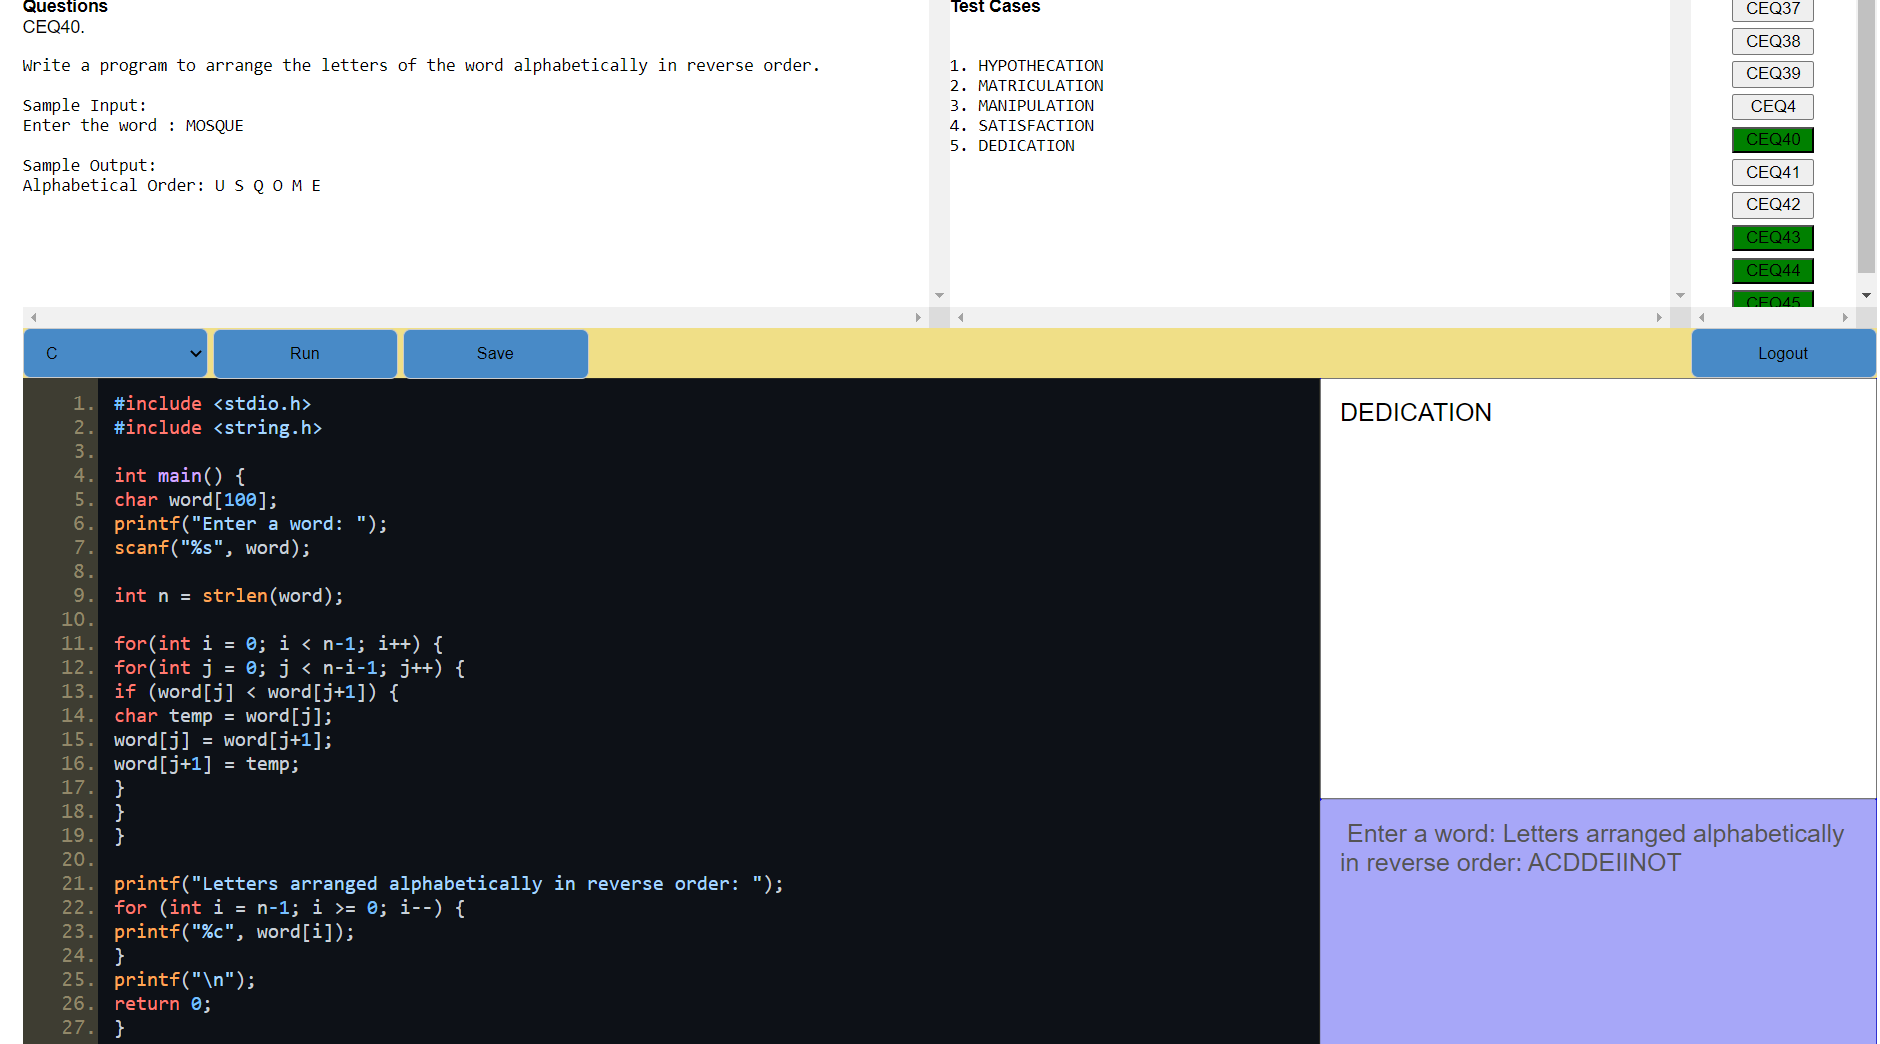 Questions
CEQ40.
Write a program to arrange the letters of the word alphabetically in reverse order.
Sample Input:
Enter the word : MOSQUE
Sample Output:
Alphabetical Order: U S Q O M E
Test Cases
1. HYPOTHECATION
2. MATRICULATION
3. MANIPULATION
4. SATISFACTION
5. DEDICATION
CEQ37
CEQ38
CEQ39
CEQ4
CEQ40
CEQ41
CEQ42
CEQ43
CEQ44
CEQ45
C
Run
Save
Logout
1. #include <stdio.h>
2. #include <string.h>
3.
4. int main() {
5. char word[100];
6. printf("Enter a word: ");
7. scanf("%s", word);
8.
9. int n = strlen(word);
10.
11. for(int i = 0; i < n-1; i++) {
12. for(int j = 0; j < n-i-1; j++) {
13. if (word[j] < word[j+1]) {
14. char temp = word[j];
15. word[j] = word[j+1];
16. word[j+1] = temp;
17. }
18. }
19. }
20.
21. printf("Letters arranged alphabetically in reverse order: ");
22. for (int i = n-1; i >= 0; i--) {
23. printf("%c", word[i]);
24. }
25. printf("\n");
26. return 0;
27. }
DEDICATION
Enter a word: Letters arranged alphabetically
in reverse order: ACDDEIINOT